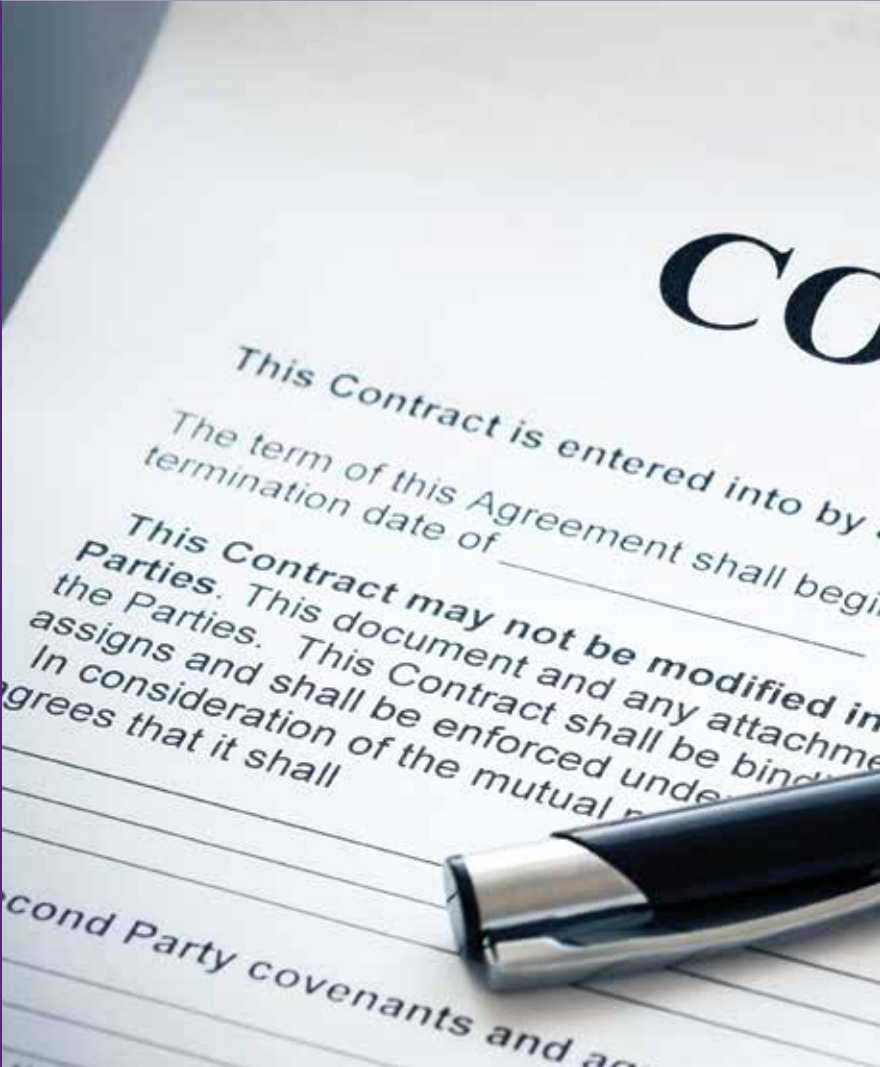 CO
This Contract is entered into by
The term of this Agreement shall begi
termination date of
This Contract may not be modified in
Parties. This document and any attachme
the Parties. This Contract shall be bind
assigns and shall be enforced unde
In consideration of the mutual
grees that it shall
cond Party covenants and ag